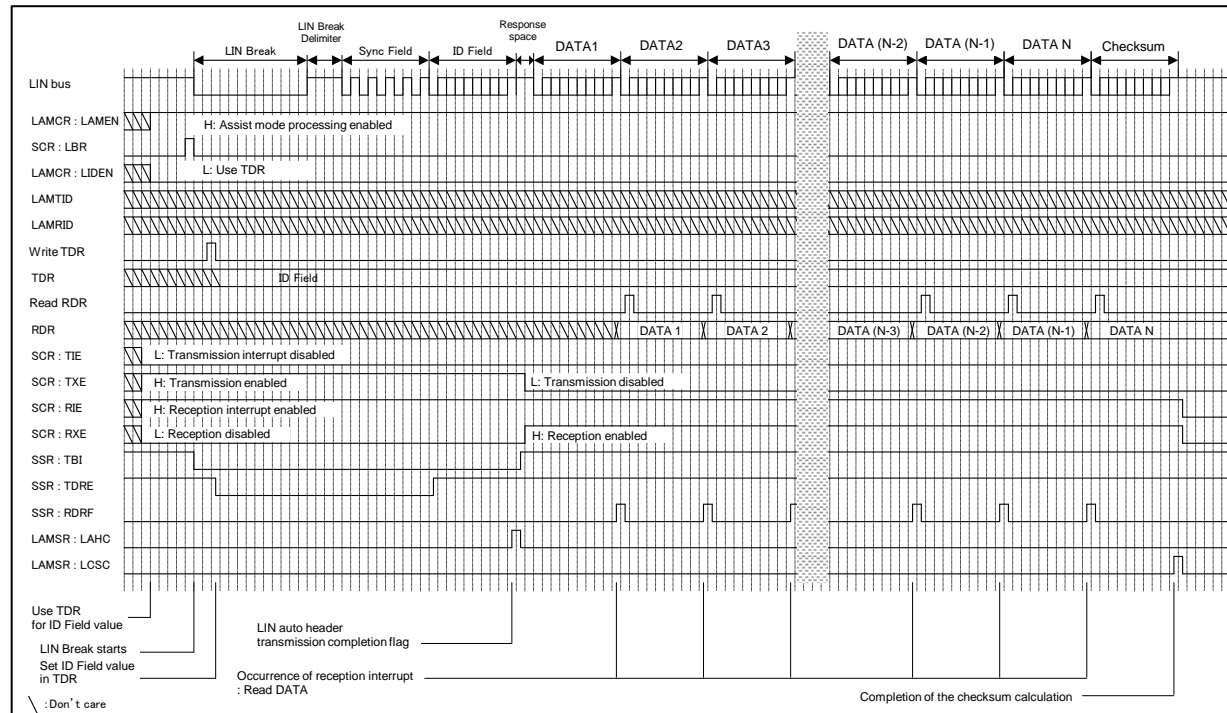 LIN Break
LIN Break
Delimiter
Sync Field
ID Field
Response
space
DATA1
DATA2
DATA3
DATA (N-2)
DATA (N-1)
DATA N
Checksum
LIN bus
LAMCR : LAMEN
H: Assist mode processing enabled
SCR : LBR
LAMCR : LIDEN
L: Use TDR
LAMTID
LAMRID
Write TDR
TDR
ID Field
Read RDR
RDR
DATA 1
DATA 2
DATA (N-3)
DATA (N-2)
DATA (N-1)
DATA N
SCR : TIE
L: Transmission interrupt disabled
SCR : TXE
H: Transmission enabled
L: Transmission disabled
SCR : RIE
H: Reception interrupt enabled
SCR : RXE
L: Reception disabled
H: Reception enabled
SSR : TBI
SSR : TDRE
SSR : RDRF
LAMSR : LAHC
LAMSR : LCSC
Use TDR
for ID Field value
LIN Break starts
Set ID Field value
in TDR
LIN auto header
transmission completion flag
Occurrence of reception interrupt
: Read DATA
Completion of the checksum calculation
: Don't care